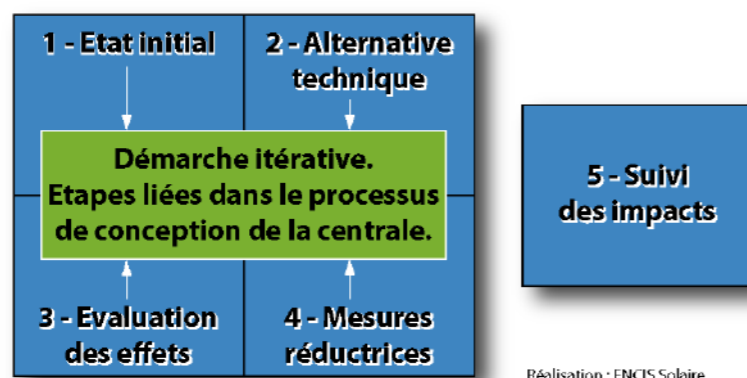 1 - Etat initial
2 - Alternative
technique
Démarche itérative.
Etapes liées dans le processus
de conception de la centrale.
3 - Evaluation
des effets
4 - Mesures
réductrices
5 - Suivi
des impacts
Réalisation : ENCIS Solaire